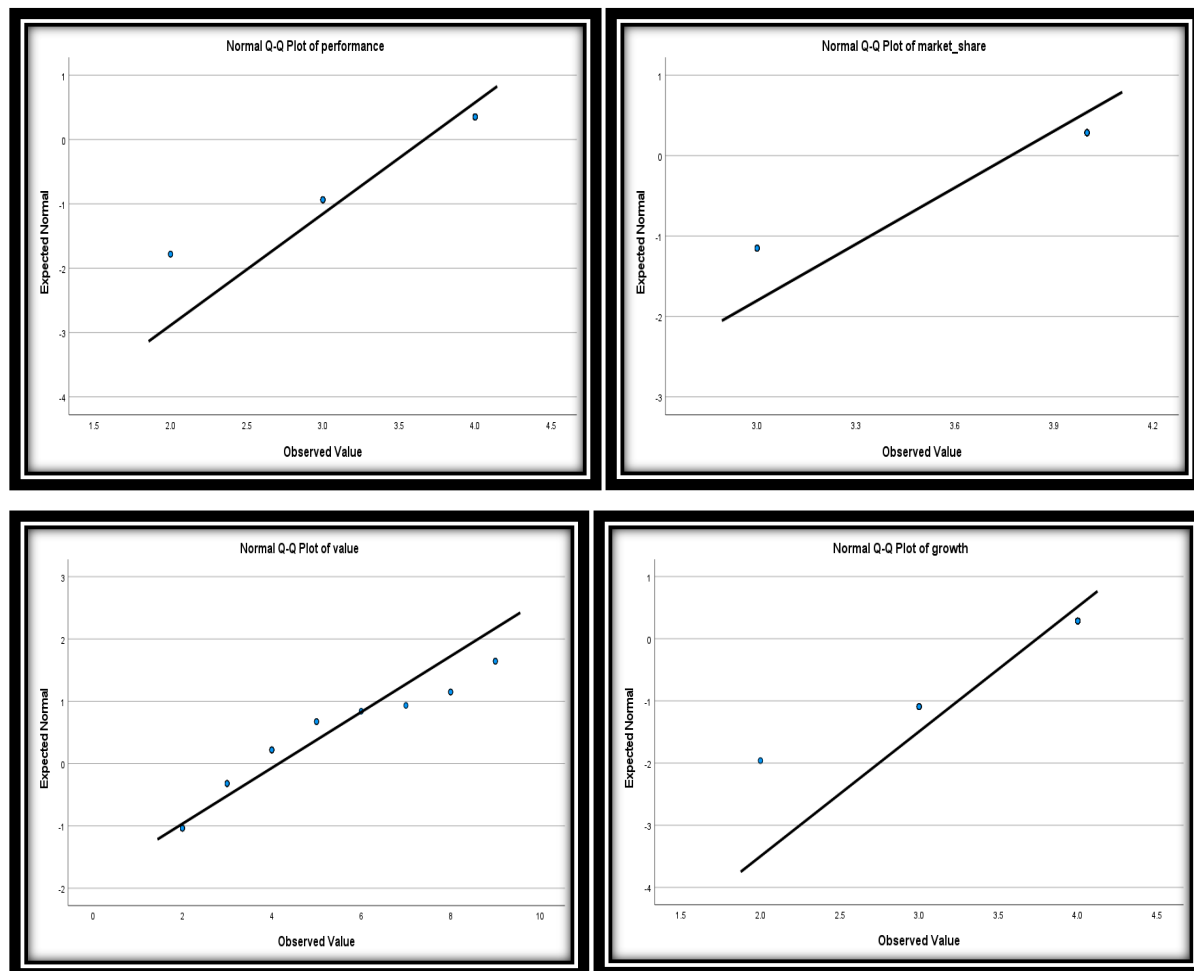 Normal Q-Q Plot of performance
1
0
-1
-2
-3
-4
Expected Normal
1.5 2.0 2.5 3.0 3.5 4.0 4.5
Observed Value
Normal Q-Q Plot of market_share
1
0
-1
-2
-3
Expected Normal
3.0 3.3 3.6 3.9 4.2
Observed Value
Normal Q-Q Plot of value
3
2
1
0
-1
-2
Expected Normal
0 2 4 6 8 10
Observed Value
Normal Q-Q Plot of growth
1
0
-1
-2
-3
-4
Expected Normal
1.5 2.0 2.5 3.0 3.5 4.0 4.5
Observed Value